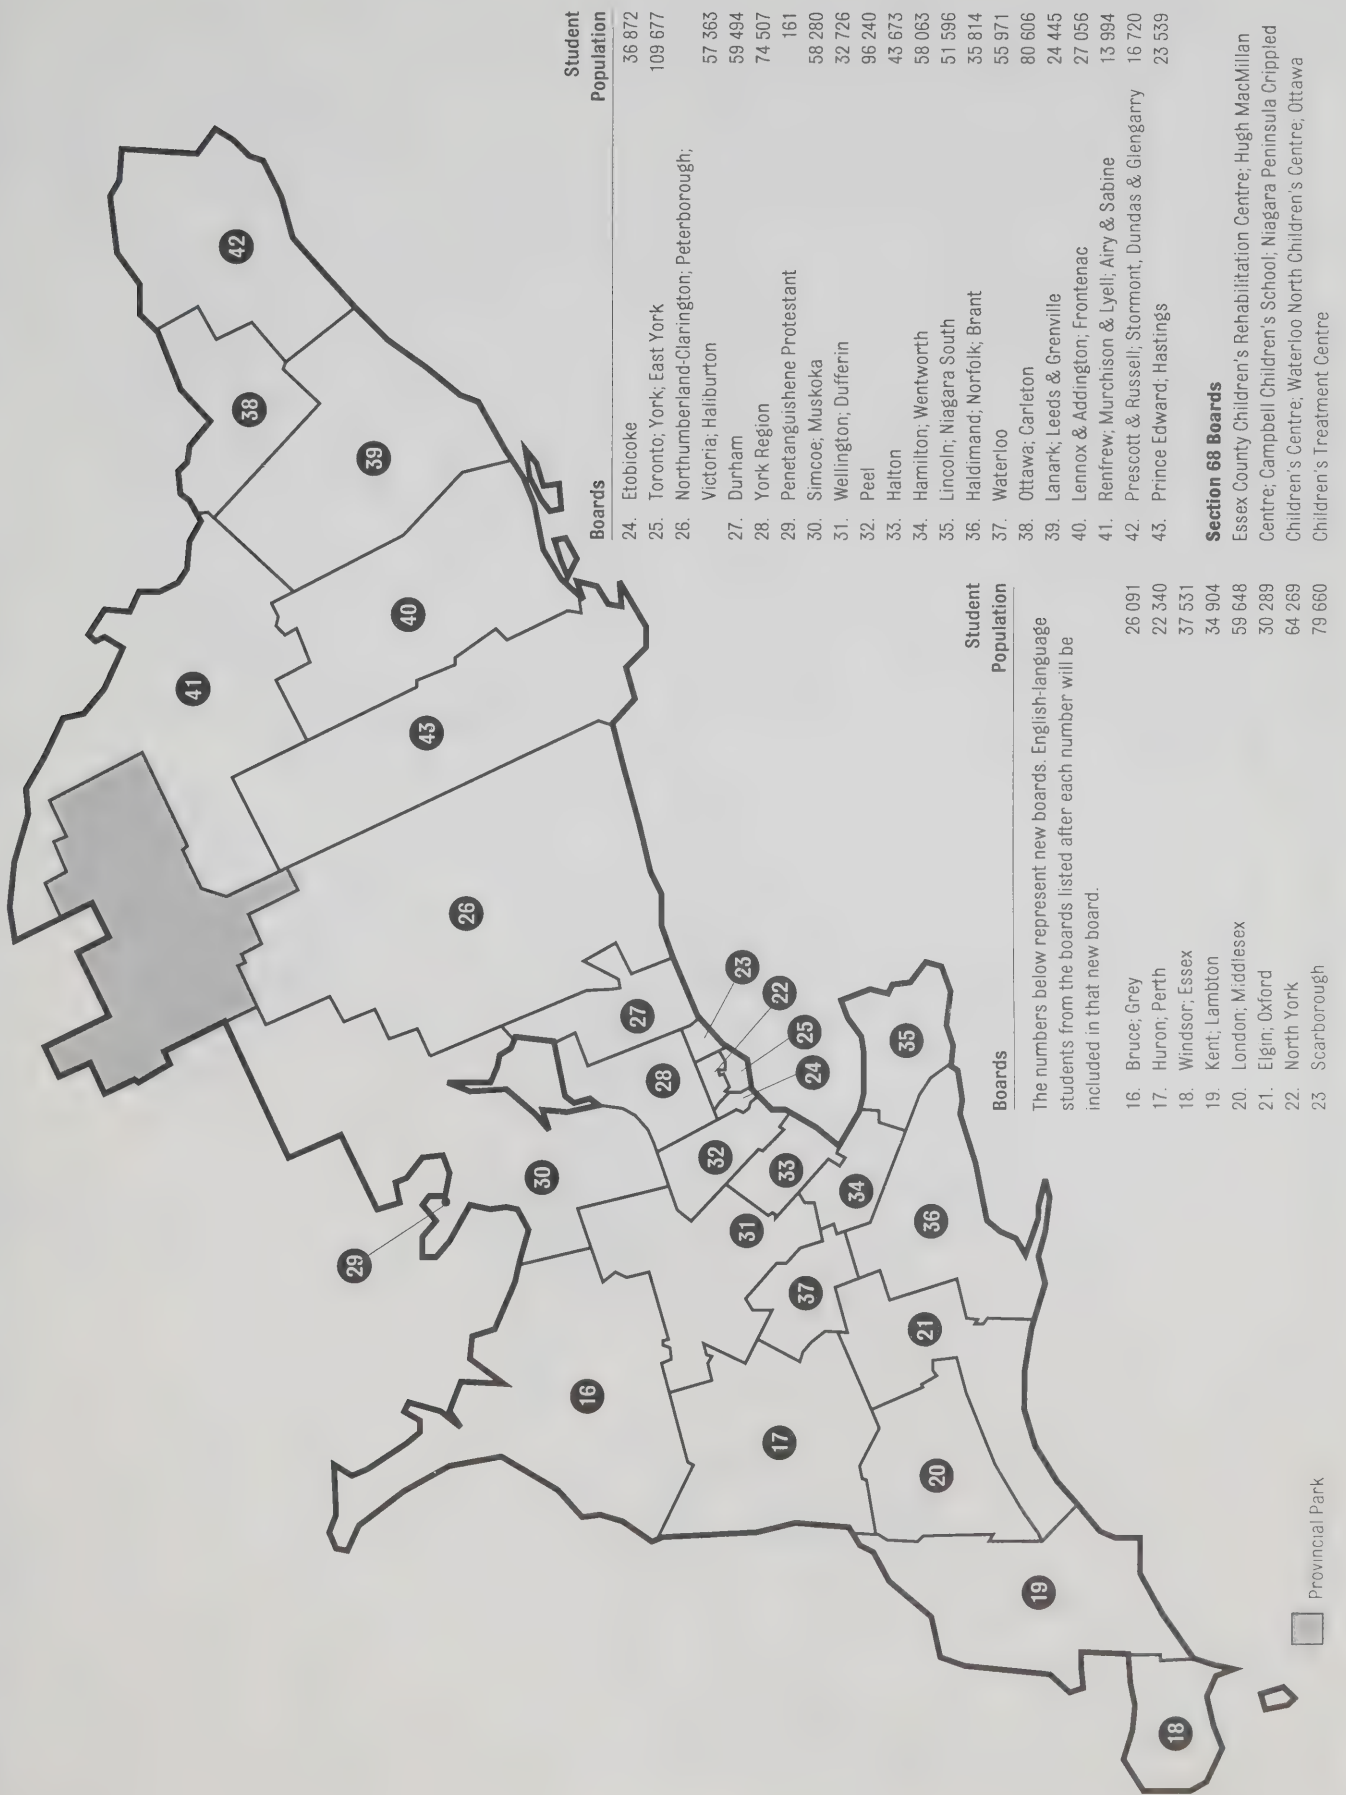 Boards
Student
Population
The numbers below represent new boards. English-language
students from the boards listed after each number will be
included in that new board.
16. Bruce; Grey 26 091
17. Huron; Perth 22 340
18. Windsor; Essex 37 531
19. Kent; Lambton 34 904
20. London; Middlesex 59 648
21. Elgin; Oxford 30 289
22. North York 64 269
23 Scarborough 79 660
Boards
Student
Population
24. Etobicoke 36 872
25. Toronto; York; East York 109 677
26. Northumberland-Clarington; Peterborough;
Victoria; Haliburton 57 363
27. Durham 59 494
28. York Region 74 507
29. Penetanguishene Protestant 161
30. Simcoe; Muskoka 58 280
31. Wellington; Dufferin 32 726
32. Peel 96 240
33. Halton 43 673
34. Hamilton; Wentworth 58 063
35. Lincoln; Niagara South 51 596
36. Haldimand; Norfolk; Brant 35 814
37. Waterloo 55 971
38. Ottawa; Carleton 80 606
39. Lanark; Leeds & Grenville 24 445
40. Lennox & Addington; Frontenac 27 056
41. Renfrew; Murchison & Lyell; Airy & Sabine 13 994
42. Prescott & Russell; Stormont, Dundas & Glengarry 16 720
43. Prince Edward; Hastings 23 539
Section 68 Boards
Essex County Children's Rehabilitation Centre; Hugh MacMillan
Centre; Campbell Children's School; Niagara Peninsula Crippled
Children's Centre; Waterloo North Children's Centre; Ottawa
Children's Treatment Centre
Provincial Park
42
38
39
41
40
43
26
23
27
22
25
28
24
35
32
33
30
34
29
31
36
37
21
16
17
20
19
18